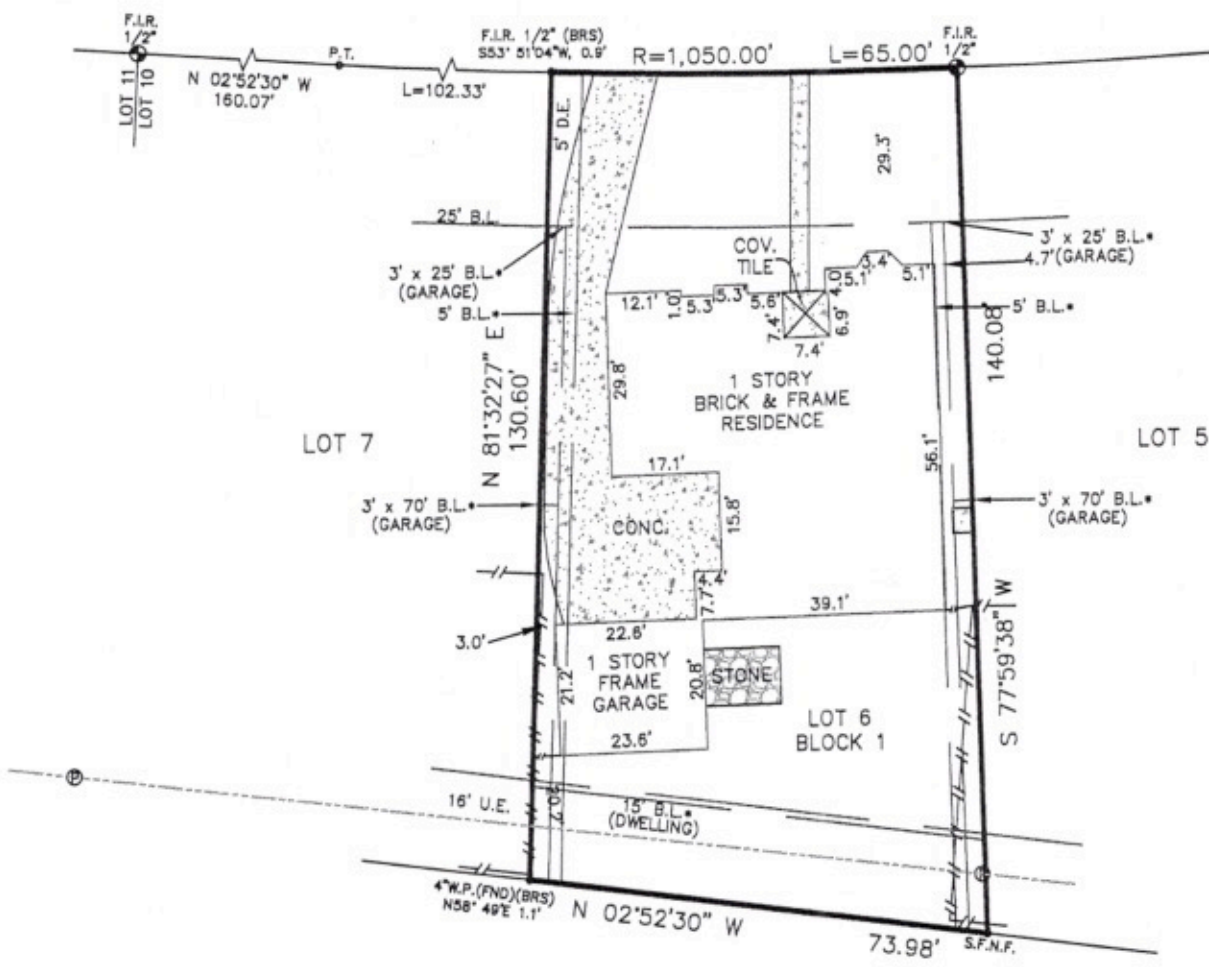 F.I.R.
1/2"
LOT 11
LOT 10
N 02°52'30" W
160.07'
P.T.
L=102.33'
F.I.R. 1/2" (BRS)
S53° 51'04"W, 0.9'
R=1,050.00'
L=65.00'
F.I.R.
1/2"
5' D.E.
29.3'
25' B.L.
3' x 25' B.L.*
(GARAGE)
5' B.L.*
COV.
TILE
3' x 25' B.L.*
4.7' (GARAGE)
5' B.L.*
12.1'
1.0'
5.3'
5.3'
5.6'
4.0'
5.1'
5.4'
5.1'
7.4'
6.9'
7.4'
N 81°32'27" E
130.60'
29.8'
1 STORY
BRICK & FRAME
RESIDENCE
140.08'
LOT 7
LOT 5
17.1'
56.1'
3' x 70' B.L.*
(GARAGE)
CONC.
15.8'
3' x 70' B.L.*
(GARAGE)
4.4'
7.7'
39.1'
3.0'
22.6'
1 STORY
FRAME
GARAGE
21.2'
20.8'
STONE
LOT 6
BLOCK 1
S 77°59'38" W
23.6'
P
16' U.E.
20.7'
15' B.L.*
(DWELLING)
P
4"W.P.(FND)(BRS)
N58° 49'E 1.1'
N 02°52'30" W
73.98'
S.F.N.F.